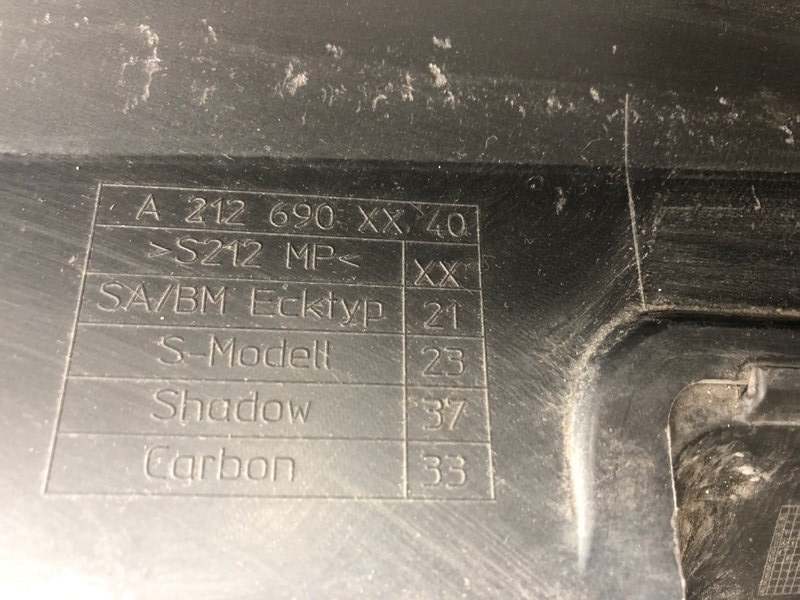 A 212 690 XX 40
>S212 MP< XX
SA/BM Ecktyp 21
S-Modell 23
Shadow 37
Carbon 33